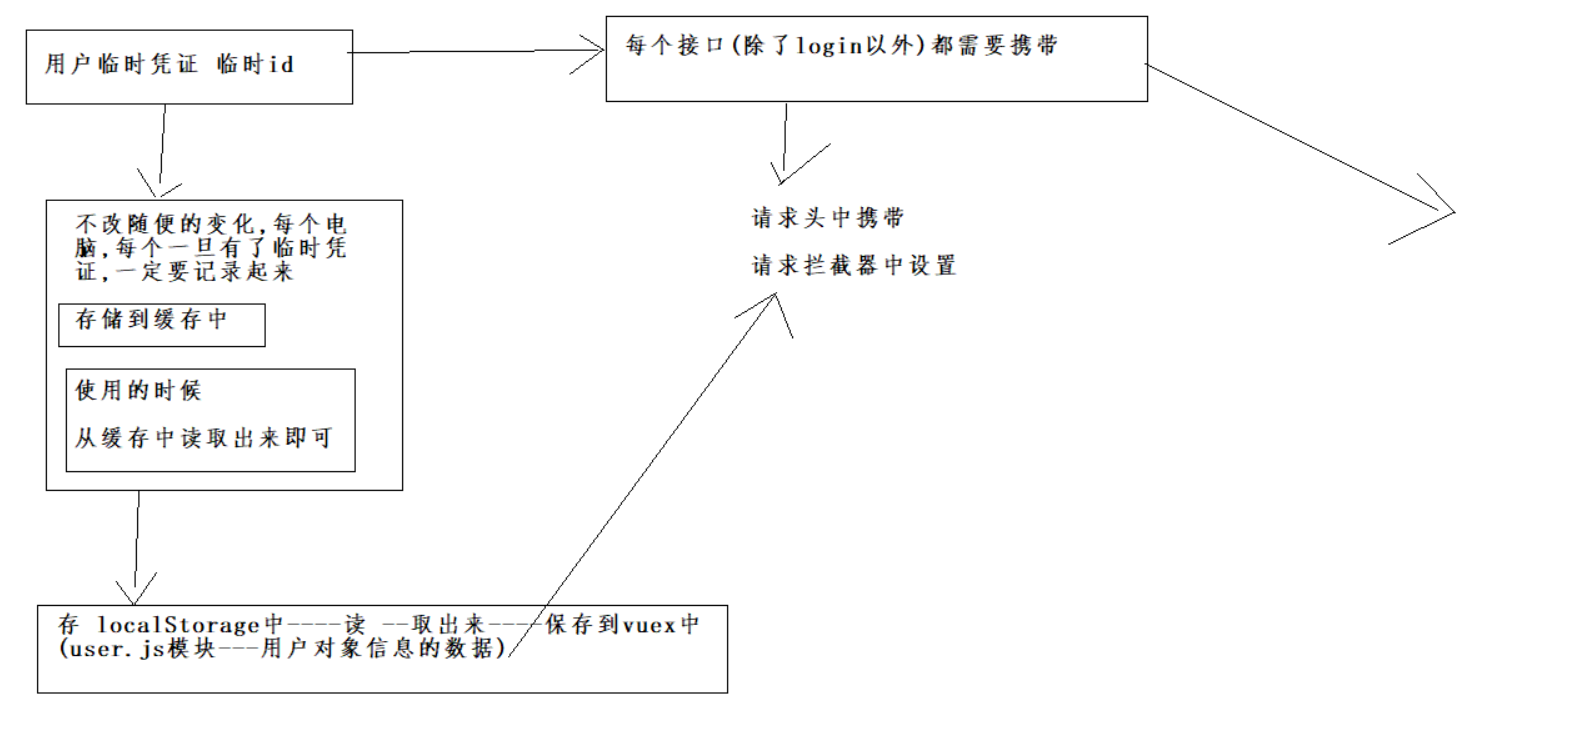 用户临时凭证 临时id
每个接口(除了login以外)都需要携带
请求头中携带
请求拦截器中设置
不改随便的变化,每个电
脑,每个一旦有了临时凭
证,一定要记录起来
存储到缓存中
使用的时候
从缓存中读取出来即可
存 localStorage中----读 --取出来----保存到vuex中
(user.js模块---用户对象信息的数据)